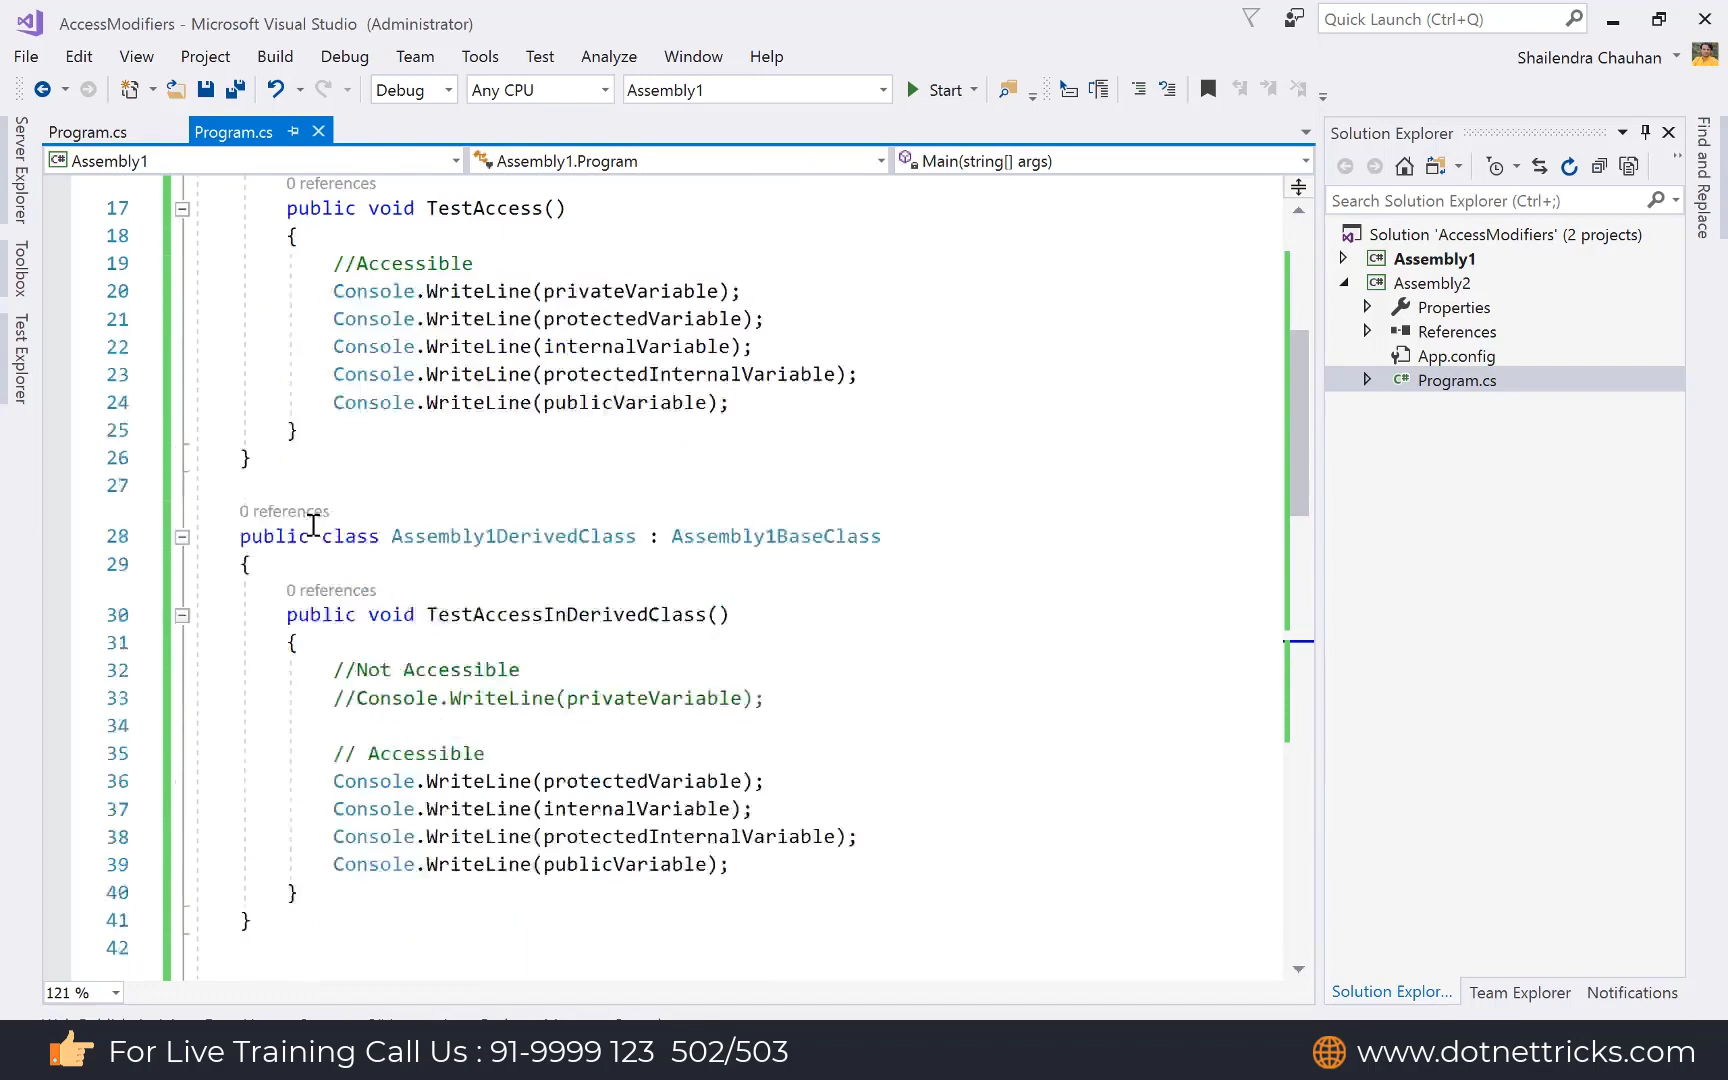 AccessModifiers - Microsoft Visual Studio (Administrator)
Quick Launch (Ctrl+Q)
File Edit View Project Build Debug Team Tools Test Analyze Window Help
Shailendra Chauhan
Debug Any CPU Assembly1 Start
Program.cs Program.cs
Assembly1 Assembly1.Program Main(string[] args)
Server Explorer
Toolbox
Test Explorer
0 references
17 public void TestAccess()
18 {
19 //Accessible
20 Console.WriteLine(privateVariable);
21 Console.WriteLine(protectedVariable);
22 Console.WriteLine(internalVariable);
23 Console.WriteLine(protectedInternalVariable);
24 Console.WriteLine(publicVariable);
25 }
26 }
27
0 references
28 public class Assembly1DerivedClass : Assembly1BaseClass
29 {
0 references
30 public void TestAccessInDerivedClass()
31 {
32 //Not Accessible
33 //Console.WriteLine(privateVariable);
34
35 // Accessible
36 Console.WriteLine(protectedVariable);
37 Console.WriteLine(internalVariable);
38 Console.WriteLine(protectedInternalVariable);
39 Console.WriteLine(publicVariable);
40 }
41 }
42
121 %
Solution Explorer
Search Solution Explorer (Ctrl+;)
Solution 'AccessModifiers' (2 projects)
C# Assembly1
C# Assembly2
Properties
References
App.config
C# Program.cs
Solution Explor... Team Explorer Notifications
Find and Replace
For Live Training Call Us : 91-9999 123 502/503
www.dotnettricks.com